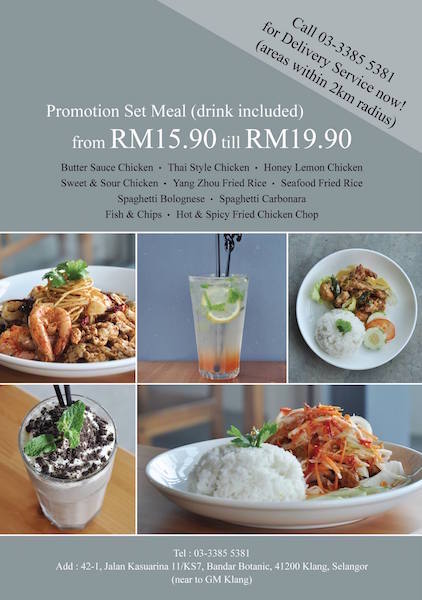 Call 03-3385 5381
for Delivery Service now!
(areas within 2km radius)
Promotion Set Meal (drink included)
from RM15.90 till RM19.90
Butter Sauce Chicken • Thai Style Chicken • Honey Lemon Chicken
Sweet & Sour Chicken • Yang Zhou Fried Rice • Seafood Fried Rice
Spaghetti Bolognese • Spaghetti Carbonara
Fish & Chips • Hot & Spicy Fried Chicken Chop
Tel : 03-3385 5381
Add : 42-1, Jalan Kasuarina 11/KS7, Bandar Botanic, 41200 Klang, Selangor
(near to GM Klang)